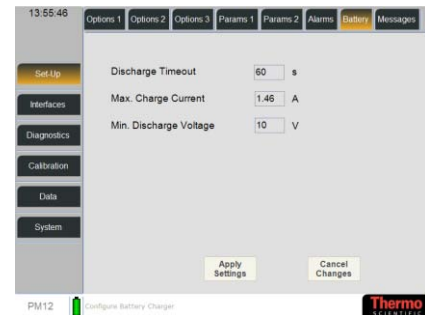 13:55:46
Options 1 Options 2 Options 3 Params 1 Params 2 Alarms Battery Messages
Set-Up
Interfaces
Diagnostics
Calibration
Data
System
Discharge Timeout 60 s
Max. Charge Current 1.46 A
Min. Discharge Voltage 10 V
Apply
Settings
Cancel
Changes
PM12 Configure Battery Charger
Thermo
SCIENTIFIC